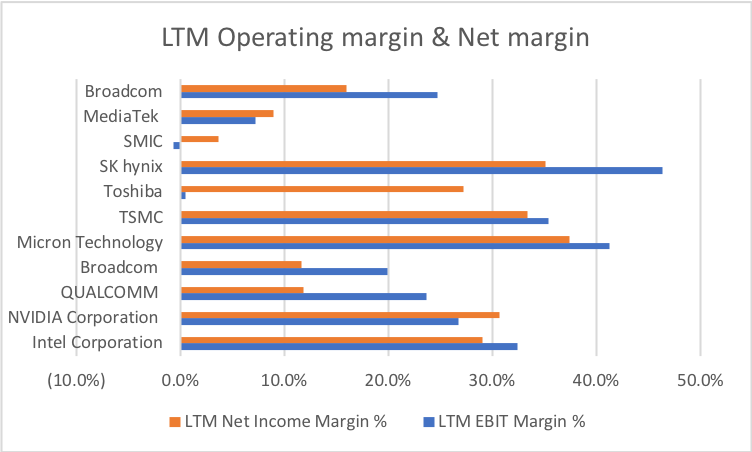 LTM Operating margin & Net margin
Broadcom
MediaTek
SMIC
SK hynix
Toshiba
TSMC
Micron Technology
Broadcom
QUALCOMM
NVIDIA Corporation
Intel Corporation
(10.0%) 0.0% 10.0% 20.0% 30.0% 40.0% 50.0%
LTM Net Income Margin % LTM EBIT Margin %